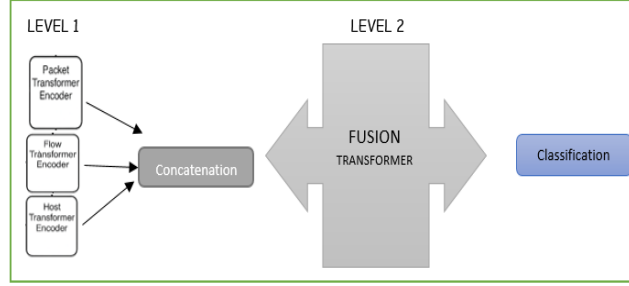 LEVEL 1
LEVEL 2
Packet
Transformer
Encoder
Flow
Transformer
Encoder
Host
Transformer
Encoder
Concatenation
FUSION
TRANSFORMER
Classification